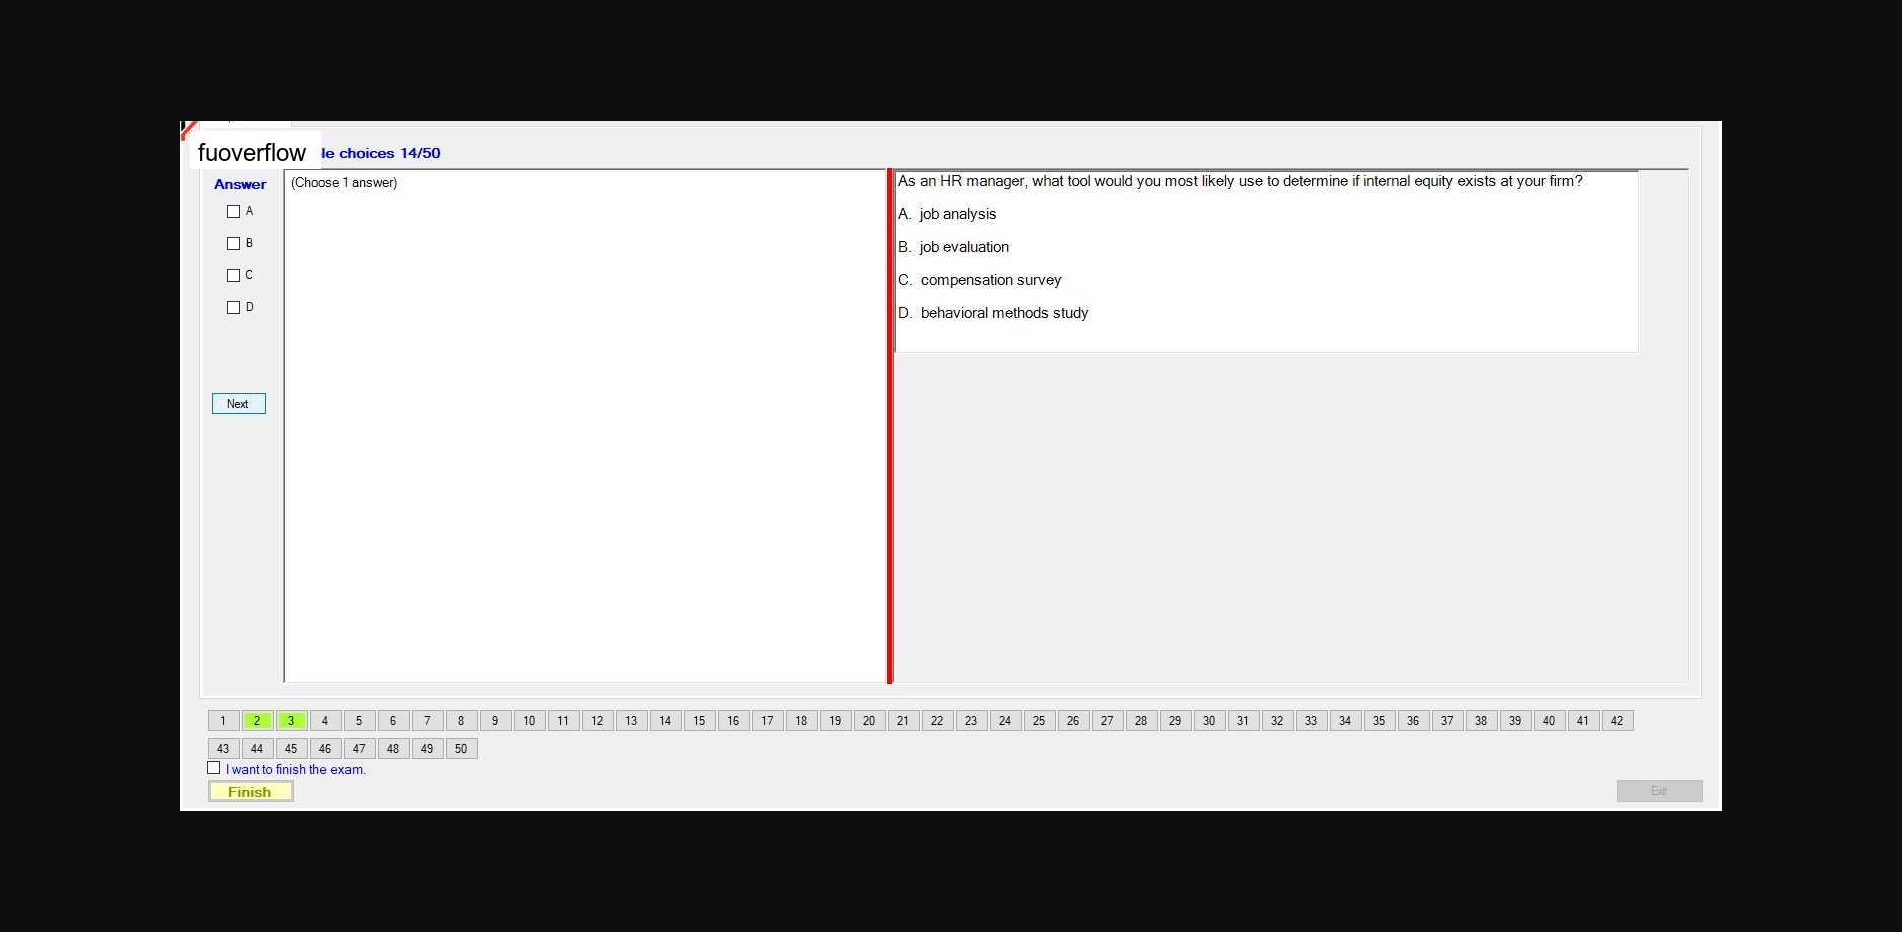 fuoverflow
le choices 14/50
Answer
(Choose 1 answer)
A
B
C
D
Next
As an HR manager, what tool would you most likely use to determine if internal equity exists at your firm?
A. job analysis
B. job evaluation
C. compensation survey
D. behavioral methods study
1 2 3 4 5 6 7 8 9 10 11 12 13 14 15 16 17 18 19 20 21 22 23 24 25 26 27 28 29 30 31 32 33 34 35 36 37 38 39 40 41 42
43 44 45 46 47 48 49 50
I want to finish the exam.
Finish
Exit